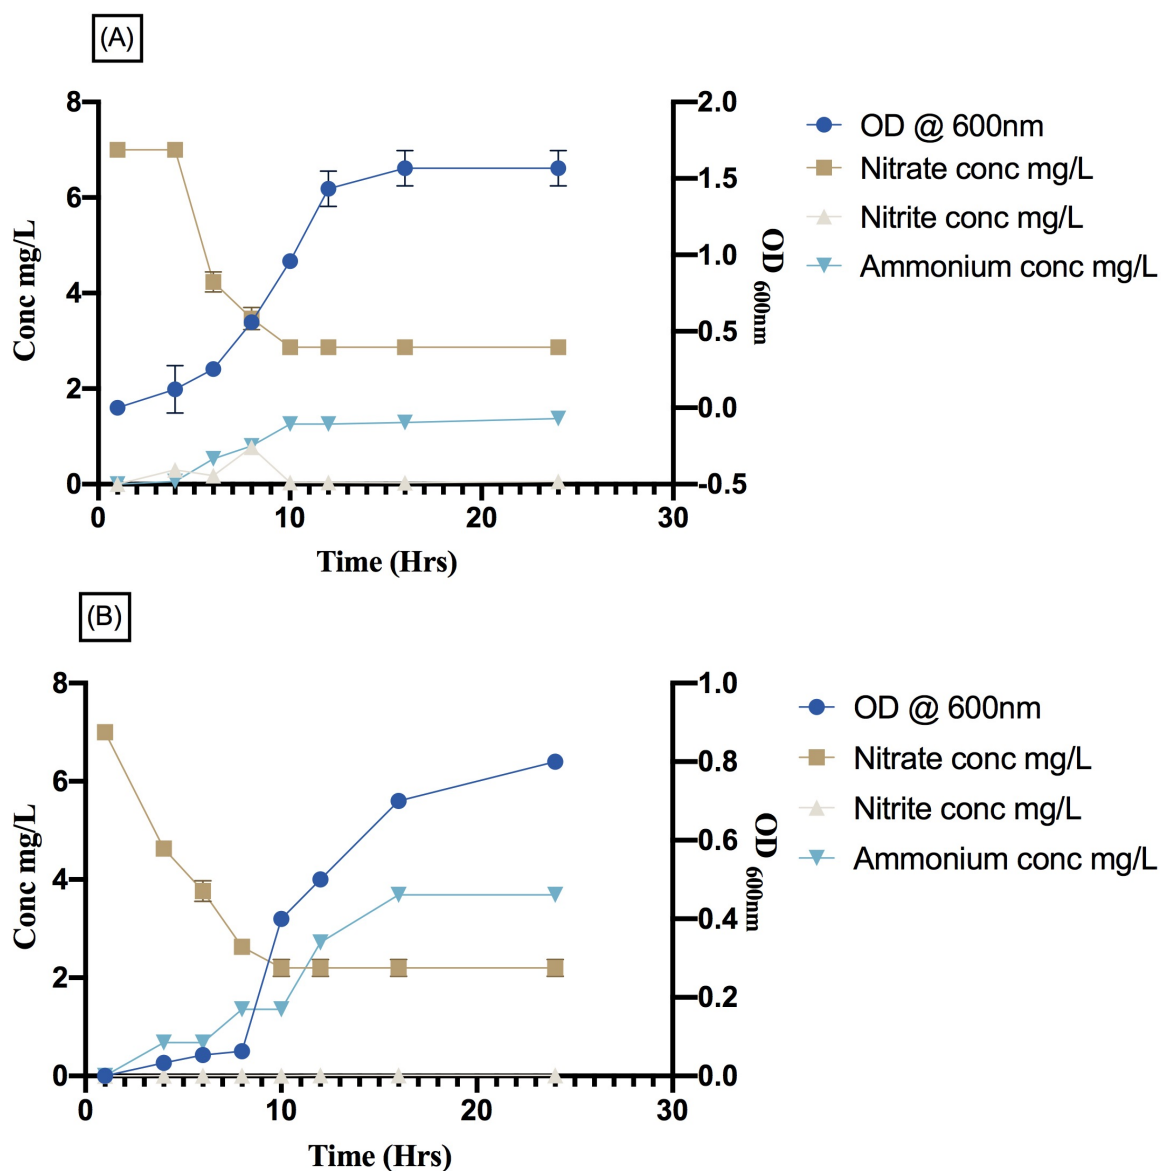 (A)
8
6
4
2
0
Conc mg/L
2.0
1.5
1.0
0.5
0.0
-0.5
OD 600nm
0 10 20 30
Time (Hrs)
OD @ 600nm
Nitrate conc mg/L
Nitrite conc mg/L
Ammonium conc mg/L
(B)
8
6
4
2
0
Conc mg/L
1.0
0.8
0.6
0.4
0.2
0.0
OD 600nm
0 10 20 30
Time (Hrs)
OD @ 600nm
Nitrate conc mg/L
Nitrite conc mg/L
Ammonium conc mg/L